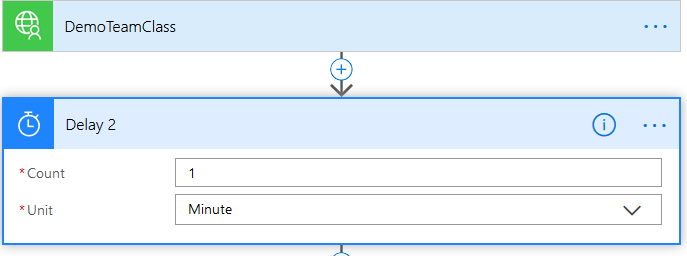 DemoTeamClass
Delay 2
*Count 1
*Unit Minute